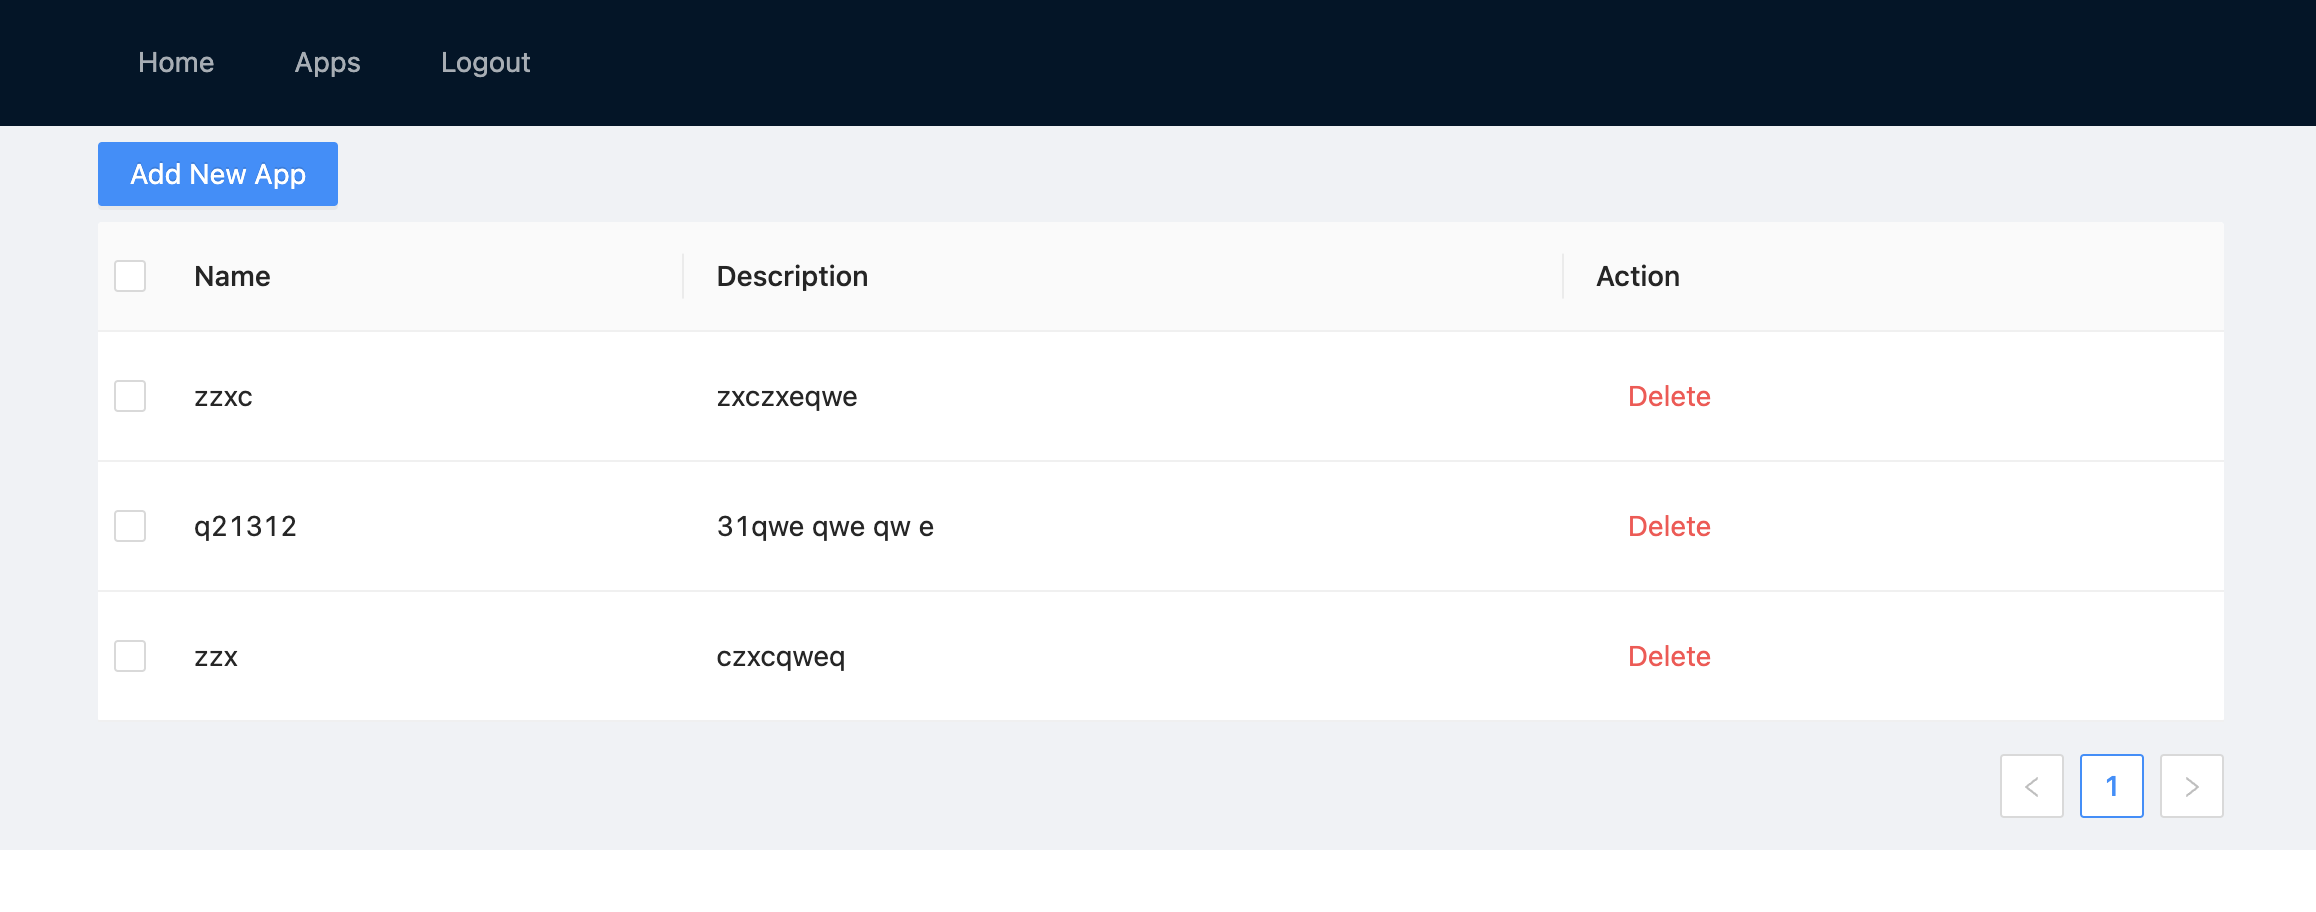 Home Apps Logout
Add New App
Name Description Action
zzxc zxczxeqwe Delete
q21312 31qwe qwe qw e Delete
zzx czxcqweq Delete
< 1 >